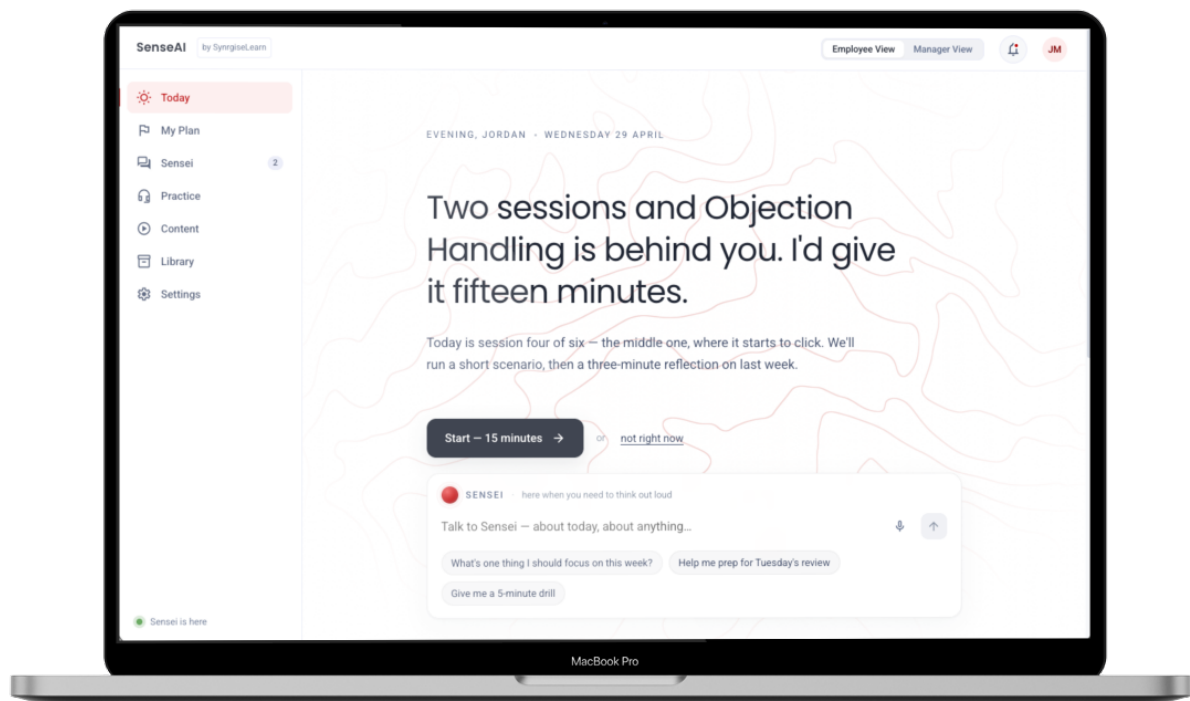 SenseAI by SynrgiseLearn
Employee View Manager View JM
Today
My Plan
Sensei 2
Practice
Content
Library
Settings
Sensei is here
EVENING, JORDAN • WEDNESDAY 29 APRIL
Two sessions and Objection
Handling is behind you. I'd give
it fifteen minutes.
Today is session four of six — the middle one, where it starts to click. We'll
run a short scenario, then a three-minute reflection on last week.
Start — 15 minutes → or not right now
SENSEI · here when you need to think out loud
Talk to Sensei — about today, about anything...
What's one thing I should focus on this week? Help me prep for Tuesday's review
Give me a 5-minute drill
MacBook Pro